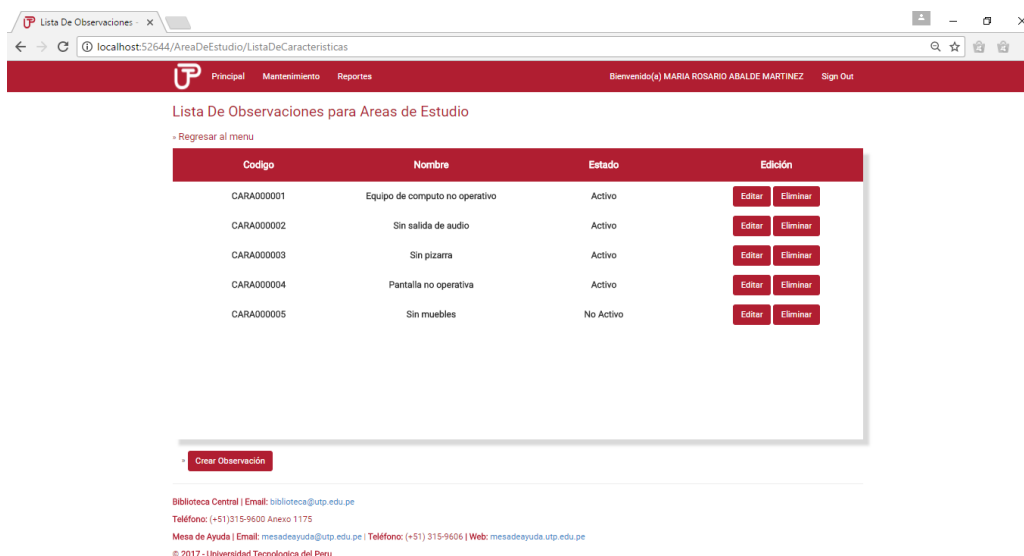 Lista De Observaciones - 
localhost:52644/AreaDeEstudio/ListaDeCaracteristicas
Principal Mantenimiento Reportes Bienvenido(a) MARIA ROSARIO ABALDE MARTINEZ Sign Out
Lista De Observaciones para Areas de Estudio
» Regresar al menu
Codigo Nombre Estado Edición
CARA000001 Equipo de computo no operativo Activo Editar Eliminar
CARA000002 Sin salida de audio Activo Editar Eliminar
CARA000003 Sin pizarra Activo Editar Eliminar
CARA000004 Pantalla no operativa Activo Editar Eliminar
CARA000005 Sin muebles No Activo Editar Eliminar
» Crear Observación
Biblioteca Central | Email: biblioteca@utp.edu.pe
Teléfono: (+51)315-9600 Anexo 1175
Mesa de Ayuda | Email: mesadeayuda@utp.edu.pe | Teléfono: (+51) 315-9606 | Web: mesadeayuda.utp.edu.pe
© 2017 - Universidad Tecnologica del Peru